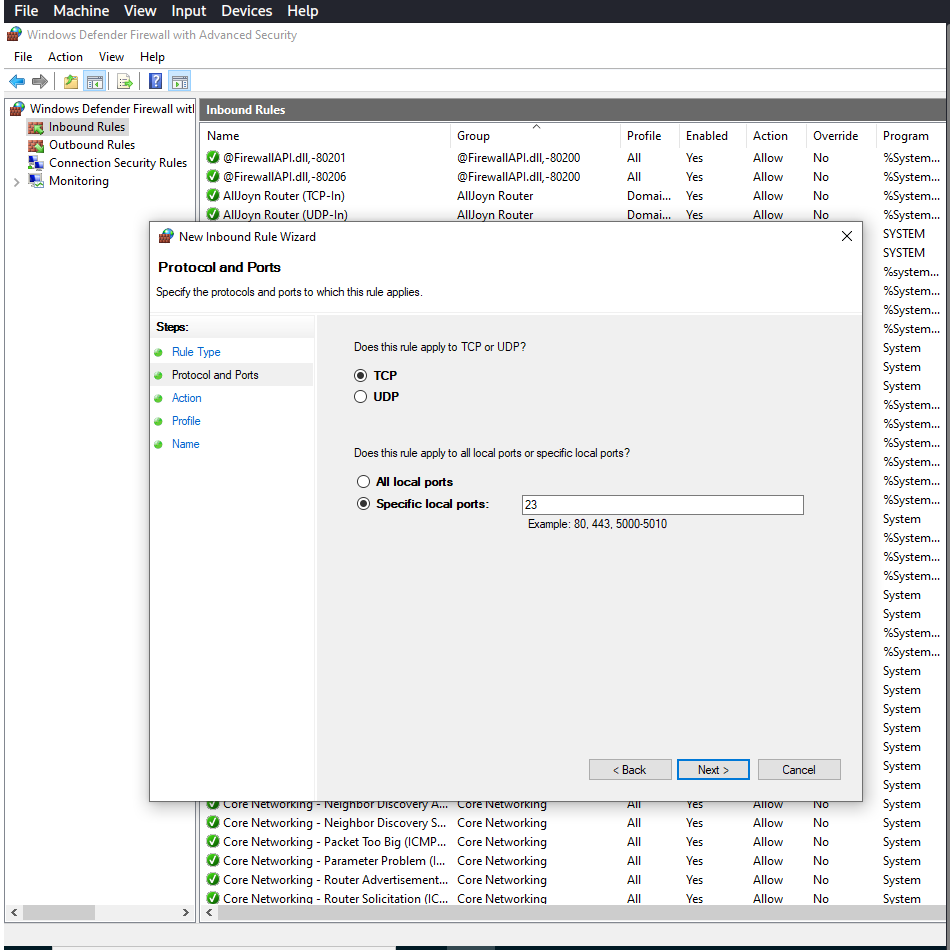 File Machine View Input Devices Help
Windows Defender Firewall with Advanced Security
File Action View Help
Windows Defender Firewall with
Inbound Rules
Outbound Rules
Connection Security Rules
Monitoring
Inbound Rules
Name Group Profile Enabled Action Override Program
@FirewallAPI.dll,-80201 @FirewallAPI.dll,-80200 All Yes Allow No %System...
@FirewallAPI.dll,-80206 @FirewallAPI.dll,-80200 All Yes Allow No %System...
AllJoyn Router (TCP-In) AllJoyn Router Domai... Yes Allow No %System...
AllJoyn Router (UDP-In) AllJoyn Router Domai... Yes Allow No %System...
SYSTEM
SYSTEM
%system...
%System...
%System...
%System...
System
System
System
%System...
%System...
%System...
%System...
%System...
%System...
System
%System...
%System...
%System...
System
System
%System...
%System...
System
System
System
System
System
System
System
New Inbound Rule Wizard
Protocol and Ports
Specify the protocols and ports to which this rule applies.
Steps:
Rule Type
Protocol and Ports
Action
Profile
Name
Does this rule apply to TCP or UDP?
TCP
UDP
Does this rule apply to all local ports or specific local ports?
All local ports
Specific local ports: 23
Example: 80, 443, 5000-5010
< Back Next > Cancel
Core Networking - Neighbor Discovery A... Core Networking All Yes Allow No System
Core Networking - Neighbor Discovery S... Core Networking All Yes Allow No System
Core Networking - Packet Too Big (ICMP... Core Networking All Yes Allow No System
Core Networking - Parameter Problem (I... Core Networking All Yes Allow No System
Core Networking - Router Advertisement... Core Networking All Yes Allow No System
Core Networking - Router Solicitation (IC... Core Networking All Yes Allow No System